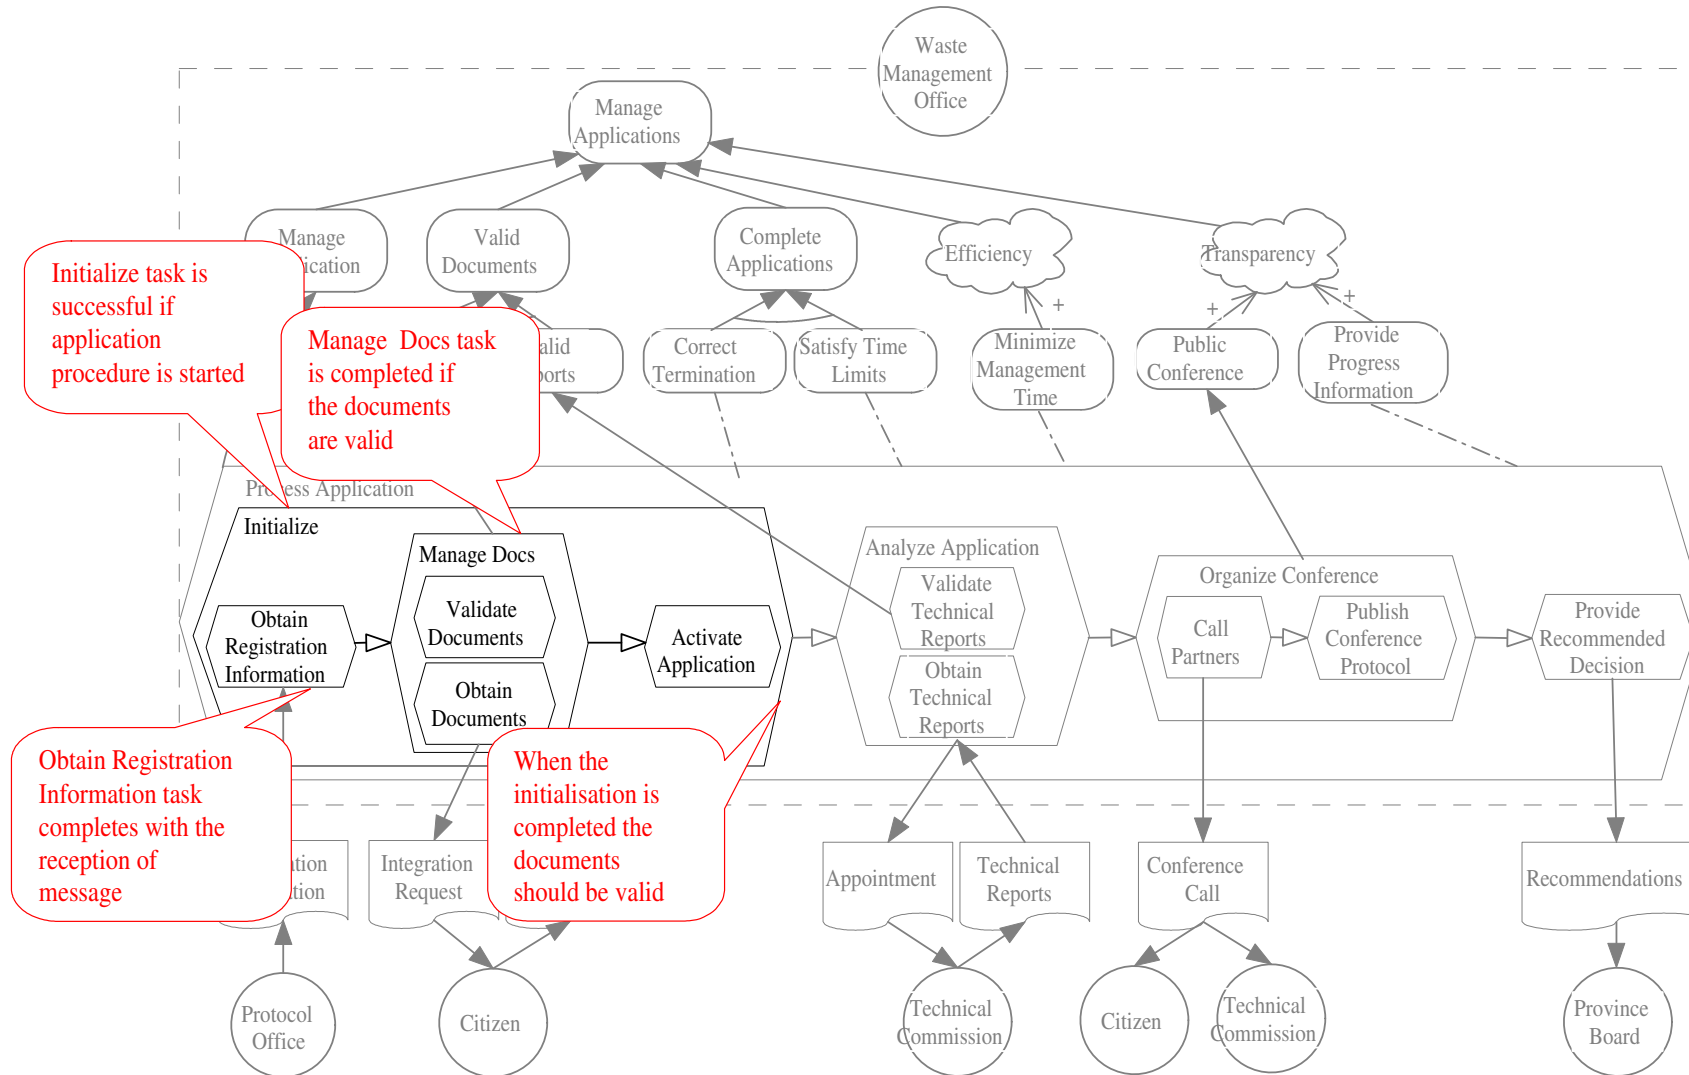 Waste
Management
Office
Manage
Applications
Manage
Valid
Documents
Complete
Applications
Efficiency
Transparency
Initialize task is
successful if
application
procedure is started
Manage Docs task
is completed if
the documents
are valid
Correct
Termination
Satisfy Time
Limits
+
Minimize
Management
Time
+
Public
Conference
+
Provide
Progress
Information
Process Application
Initialize
Manage Docs
Validate
Documents
Obtain
Documents
Obtain
Registration
Information
Activate
Application
Analyze Application
Validate
Technical
Reports
Obtain
Technical
Reports
Organize Conference
Call
Partners
Publish
Conference
Protocol
Provide
Recommended
Decision
Obtain Registration
Information task
completes with the
reception of
message
When the
initialisation is
completed the
documents
should be valid
Integration
Request
Appointment
Technical
Reports
Conference
Call
Recommendations
Protocol
Office
Citizen
Technical
Commission
Citizen
Technical
Commission
Province
Board